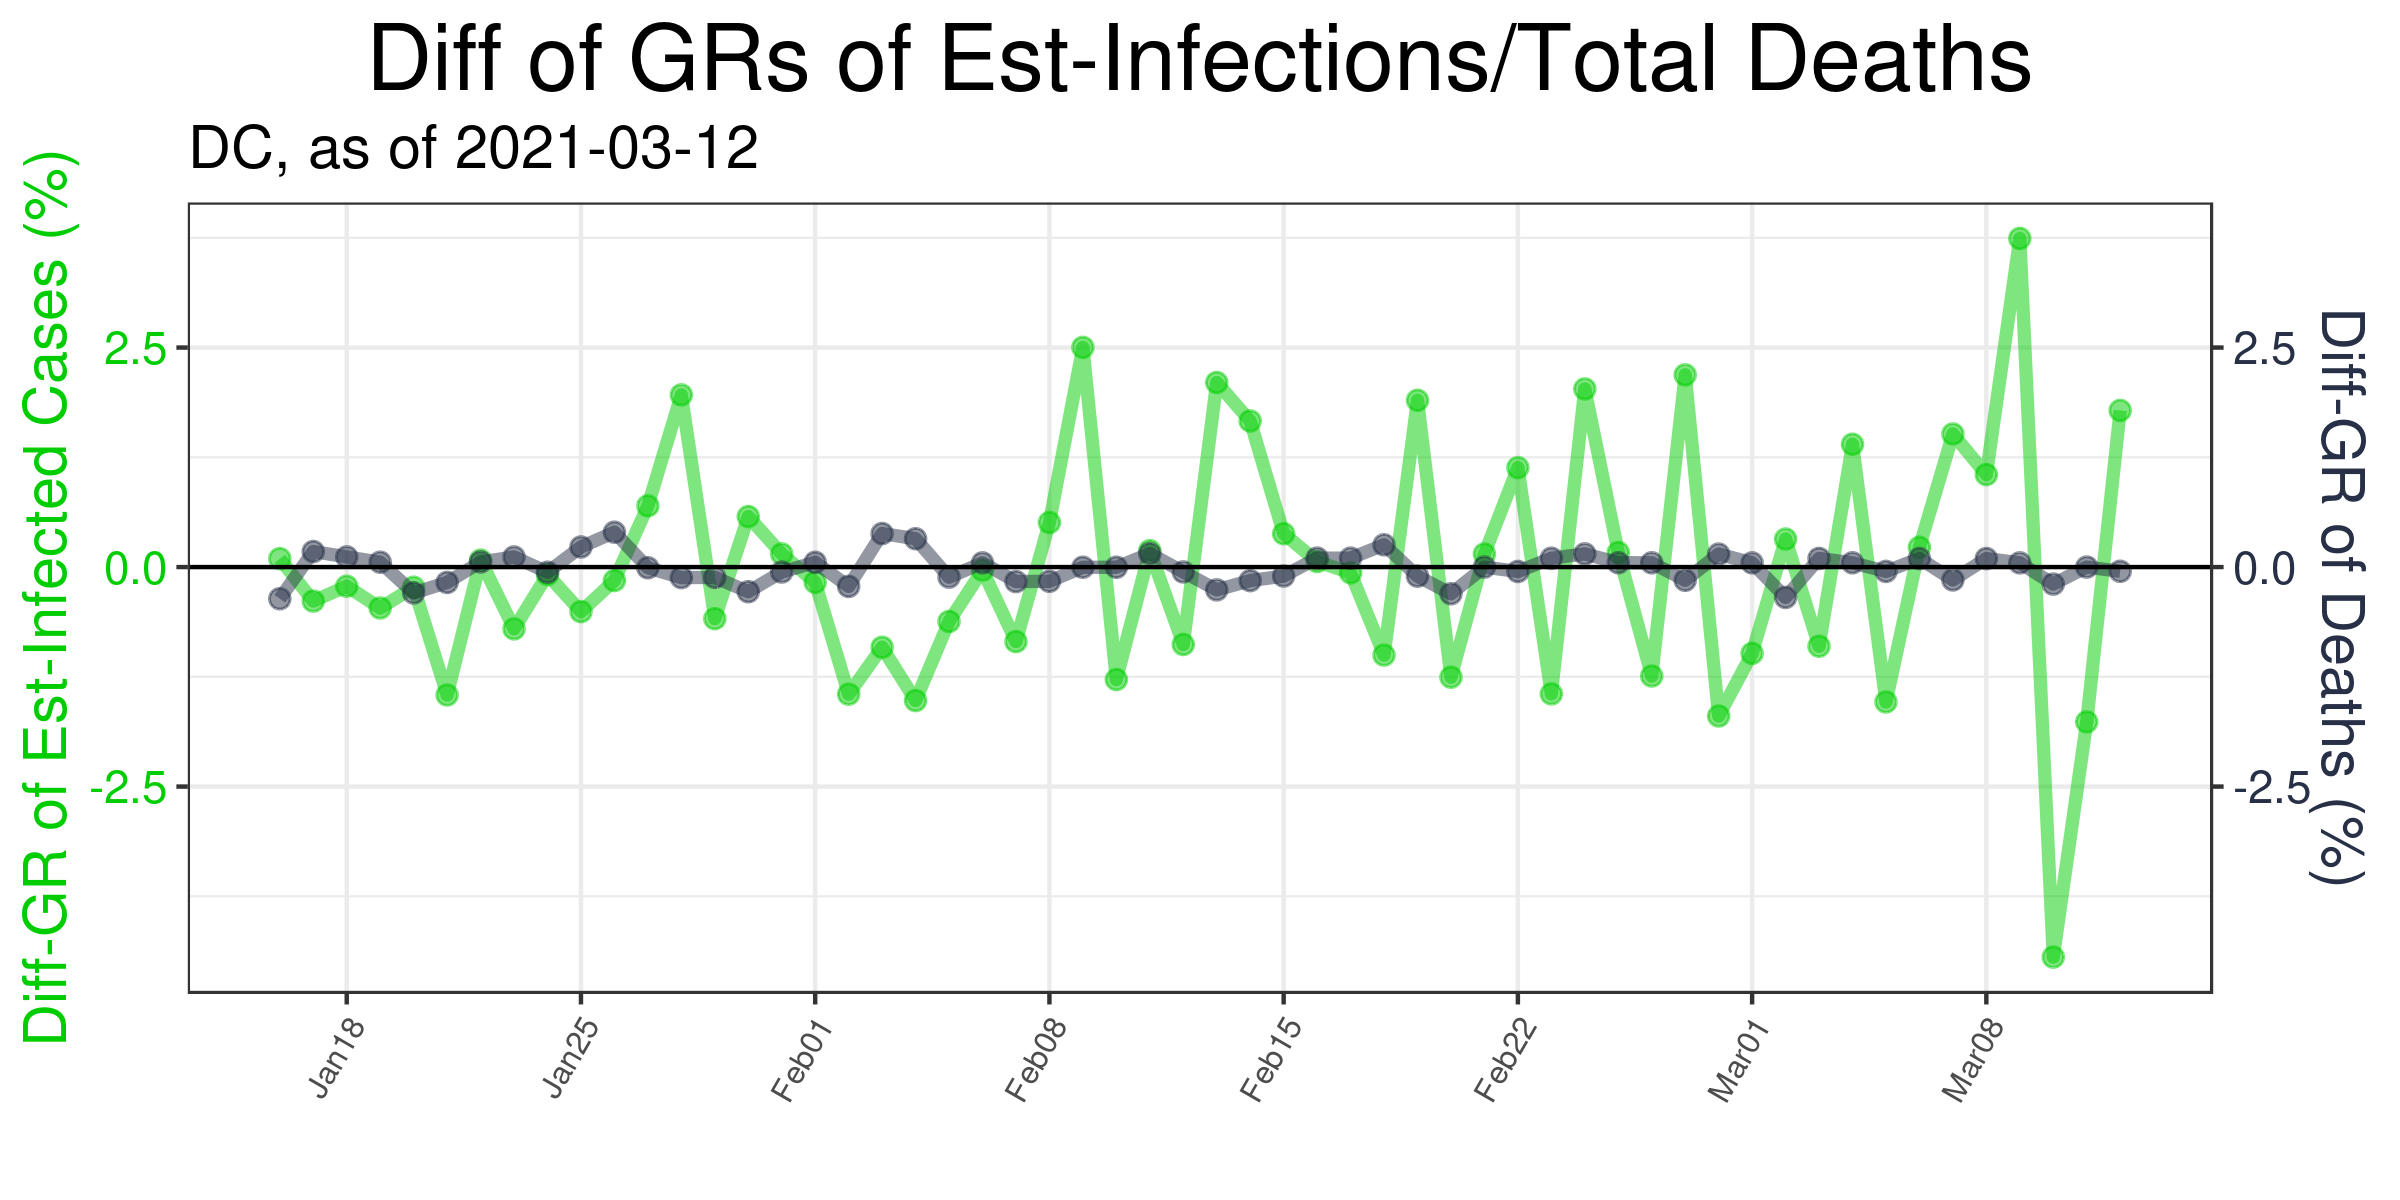 Diff of GRs of Est-Infections/Total Deaths
DC, as of 2021-03-12
Diff-GR of Est-Infected Cases (%)
2.5
0.0
-2.5
2.5
0.0
-2.5
Diff-GR of Deaths (%)
Jan18
Jan25
Feb01
Feb08
Feb15
Feb22
Mar01
Mar08